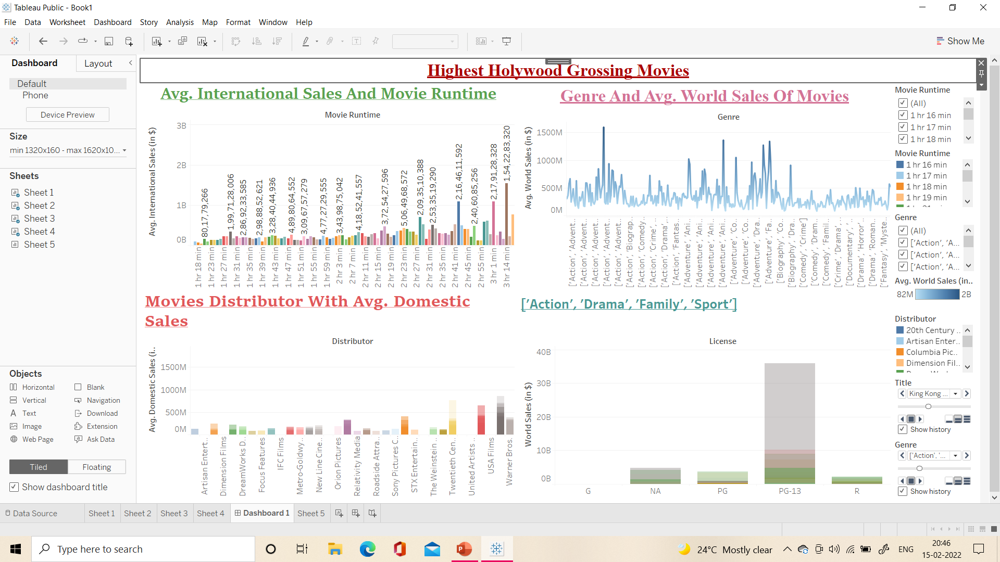 Tableau Public - Book1
File Data Worksheet Dashboard Story Analysis Map Format Window Help
Show Me
Dashboard Layout
Default
Phone
Device Preview
Size
min 1320x160 - max 1620x10...
Sheets
Sheet 1
Sheet 2
Sheet 3
Sheet 4
Sheet 5
Objects
Horizontal Blank
Vertical Navigation
Text Download
Image Extension
Web Page Ask Data
Tiled Floating
Show dashboard title
Highest Holywood Grossing Movies
Avg. International Sales And Movie Runtime
Movie Runtime
Avg. International Sales (in $)
3B
2B
1B
0B
80,17,79,266
1,99,71,28,006
2,86,92,33,585
2,98,88,52,621
3,28,40,44,936
4,89,80,64,552
3,09,67,57,279
4,77,27,29,555
3,43,98,75,042
4,18,52,41,557
3,72,54,27,596
5,06,49,68,572
2,09,35,10,388
2,53,35,19,290
2,16,46,11,592
2,40,60,85,256
2,17,91,28,328
1,54,22,83,320
1 hr 18 min
1 hr 23 min
1 hr 27 min
1 hr 31 min
1 hr 35 min
1 hr 39 min
1 hr 43 min
1 hr 47 min
1 hr 51 min
1 hr 55 min
1 hr 59 min
2 hr 3 min
2 hr 7 min
2 hr 11 min
2 hr 15 min
2 hr 19 min
2 hr 23 min
2 hr 27 min
2 hr 31 min
2 hr 35 min
2 hr 41 min
2 hr 45 min
2 hr 55 min
3 hr 1 min
3 hr 14 min
Genre And Avg. World Sales Of Movies
Genre
Avg. World Sales (in $)
1500M
1000M
500M
0M
['Action', 'Advent..
['Action', 'Advent..
['Action', 'Advent..
['Action', 'Advent..
['Action', 'Advent..
['Action', 'Biograp..
['Action', 'Comedy..
['Action', 'Crime', ..
['Action', 'Drama',..
['Action', 'Fantas..
['Adventure', 'Ani..
['Adventure', 'Ani..
['Adventure', 'Ani..
['Adventure', 'Ani..
['Adventure', 'Co..
['Adventure', 'Co..
['Adventure', 'Dra..
['Adventure', 'Fa..
['Biography', 'Co..
['Biography', 'Dra..
['Comedy', 'Crime']
['Comedy', 'Dram..
['Comedy', 'Famil..
['Crime', 'Drama', ..
['Documentary', '..
['Drama', 'Horror'..
['Drama', 'Roman..
['Fantasy', 'Myste..
Movies Distributor With Avg. Domestic
Sales
Distributor
Avg. Domestic Sales (i..
1500M
1000M
500M
0M
Artisan Entert..
Dimension Films
DreamWorks D..
Focus Features
IFC Films
Metro-Goldwy..
New Line Cine..
Orion Pictures
Relativity Media
Roadside Attra..
Sony Pictures C..
STX Entertain..
The Weinstein ..
Twentieth Cen..
United Artists ..
USA Films
Warner Bros.
['Action', 'Drama', 'Family', 'Sport']
License
World Sales (in $)
40B
30B
20B
10B
0B
G NA PG PG-13 R
Movie Runtime
(All)
1 hr 16 min
1 hr 17 min
1 hr 18 min
Movie Runtime
1 hr 16 min
1 hr 17 min
1 hr 18 min
1 hr 19 min
Genre
(All)
['Action', 'A...
['Action', 'A...
['Action', 'A...
Avg. World Sales (in..
82M 2B
Distributor
20th Century ..
Artisan Enter..
Columbia Pic..
Dimension Fil..
Title
King Kong ...
Show history
Genre
['Action', '...
Show history
Data Source Sheet 1 Sheet 2 Sheet 3 Sheet 4 Dashboard 1 Sheet 5
Type here to search
24°C Mostly clear
ENG
20:46
15-02-2022